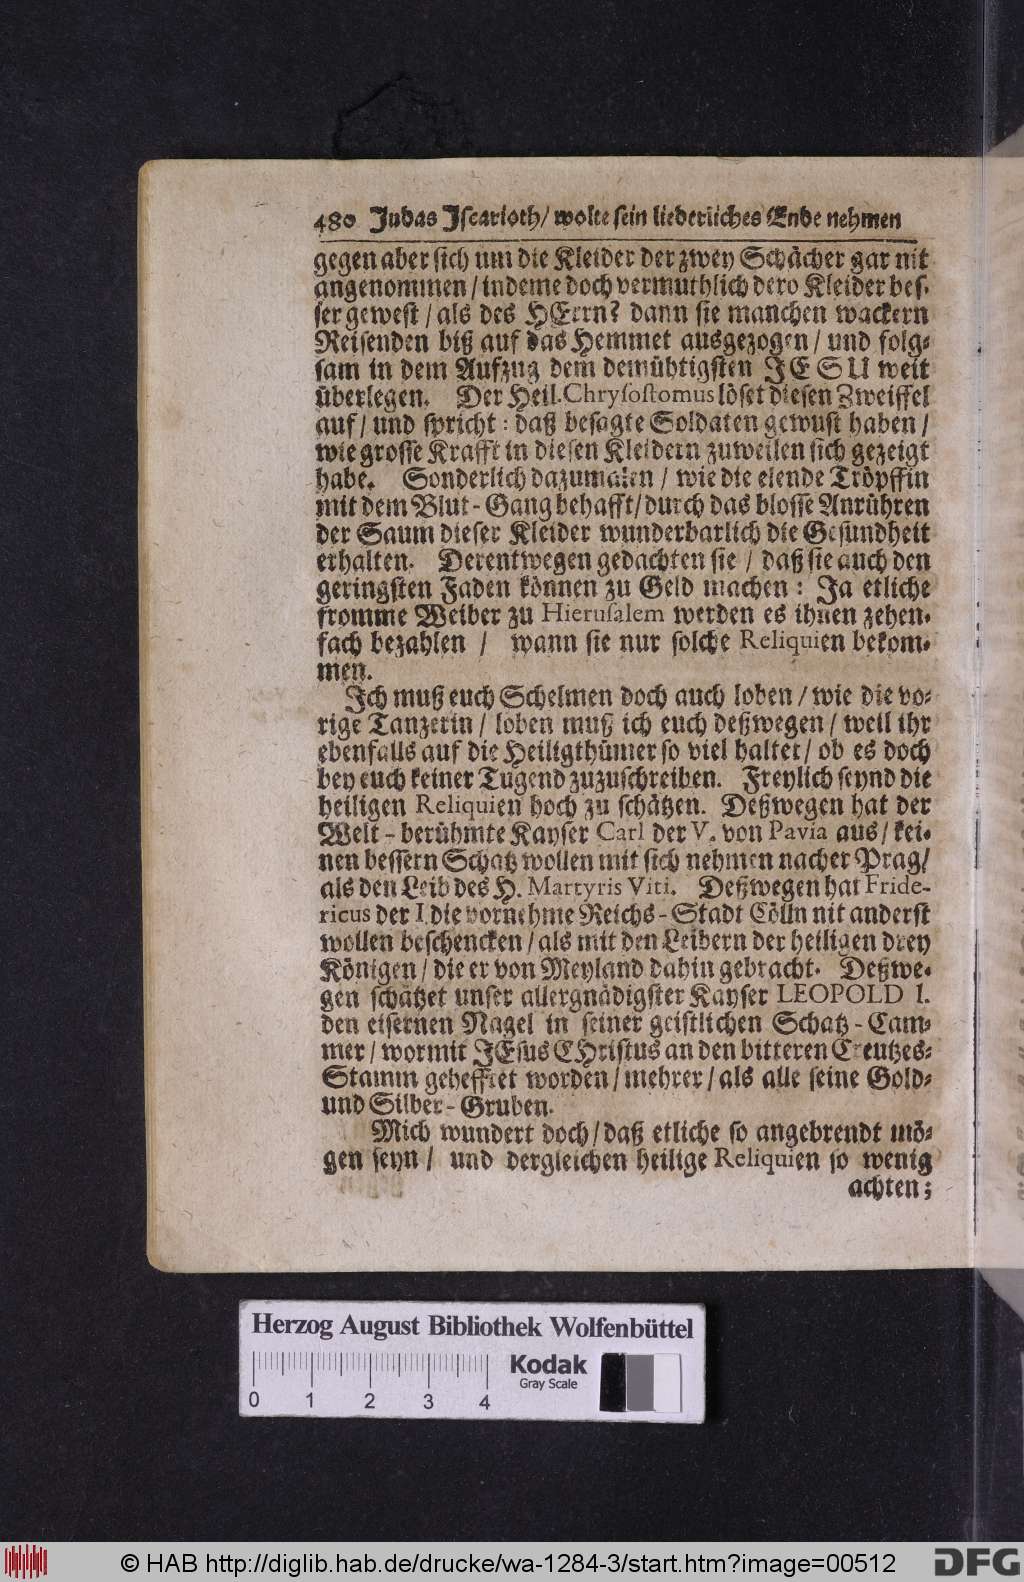 480 Judas Jscarioth/ wolte sein liederliches Ende nehmen
gegen aber sich um die Kleider der zwey Schächer gar nit
angenommen / indeme doch vermuthlich dero Kleider bes-
ser gewest / als des HErrn? dann sie manchen wackern
Reisenden biß auf das Hemmet ausgezogen / und folg-
sam in dem Aufzug dem demühtigsten JESU weit
überlegen. Der Heil. Chrysostomus löset diesen Zweiffel
auf / und spricht : daß besagte Soldaten gewust haben /
wie grosse Krafft in diesen Kleidern zuweilen sich gezeigt
habe. Sonderlich dazumalen / wie die elende Tröpffin
mit dem Blut-Gang behafft/ durch das blosse Anrühren
der Saum dieser Kleider wunderbarlich die Gesundheit
erhalten. Derentwegen gedachten sie / daß sie auch den
geringsten Faden können zu Geld machen : Ja etliche
fromme Weiber zu Hierusalem werden es ihnen zehen-
fach bezahlen / wann sie nur solche Reliquien bekom-
men.
Jch muß euch Schelmen doch auch loben / wie die vo-
rige Tanzerin / loben muß ich euch deßwegen / weil ihr
ebenfalls auf die Heiligthümer so viel haltet / ob es doch
bey euch keiner Tugend zuzuschreiben. Freylich seynd die
heiligen Reliquien hoch zu schätzen. Deßwegen hat der
Welt-berühmte Kayser Carl der V. von Pavia aus / kei-
nen bessern Schatz wollen mit sich nehmen nacher Prag/
als den Leib des H. Martyris Viti. Deßwegen hat Fride-
ricus der I. die vornehme Reichs-Stadt Cölln nit anderst
wollen beschencken / als mit den Leibern der heiligen drey
Königen / die er von Meyland dahin gebracht. Deßwe-
gen schätzet unser allergnädigster Kayser LEOPOLD I.
den eisernen Nagel in seiner geistlichen Schatz-Cam-
mer / wormit JEsus CHristus an den bitteren Creutzes-
Stamm gehefftet worden / mehrer / als alle seine Gold-
und Silber-Gruben.
Mich wundert doch / daß etliche so angebrendt mö-
gen seyn / und dergleichen heilige Reliquien so wenig
achten;
Herzog August Bibliothek Wolfenbüttel
Kodak
Gray Scale
0 1 2 3 4
© HAB http://diglib.hab.de/drucke/wa-1284-3/start.htm?image=00512
DFG